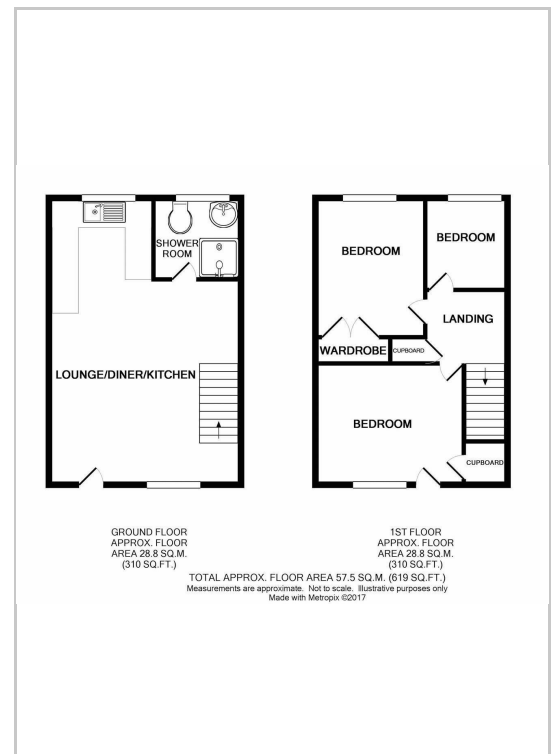 SHOWER
ROOM
LOUNGE/DINER/KITCHEN
BEDROOM
BEDROOM
LANDING
WARDROBE
CUPBOARD
BEDROOM
CUPBOARD
GROUND FLOOR
APPROX. FLOOR
AREA 28.8 SQ.M.
(310 SQ.FT.)
1ST FLOOR
APPROX. FLOOR
AREA 28.8 SQ.M.
(310 SQ.FT.)
TOTAL APPROX. FLOOR AREA 57.5 SQ.M. (619 SQ.FT.)
Measurements are approximate. Not to scale. Illustrative purposes only
Made with Metropix ©2017